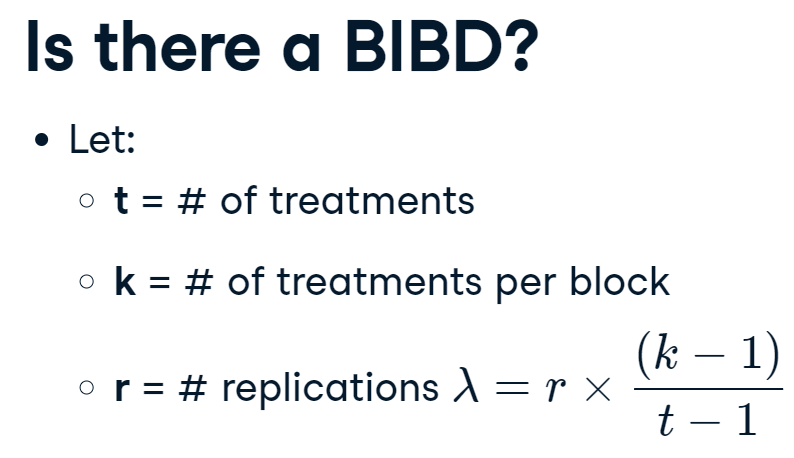 Is there a BIBD?
• Let:
○ t = # of treatments
○ k = # of treatments per block
○ r = # replications λ = r × (k − 1) / t − 1